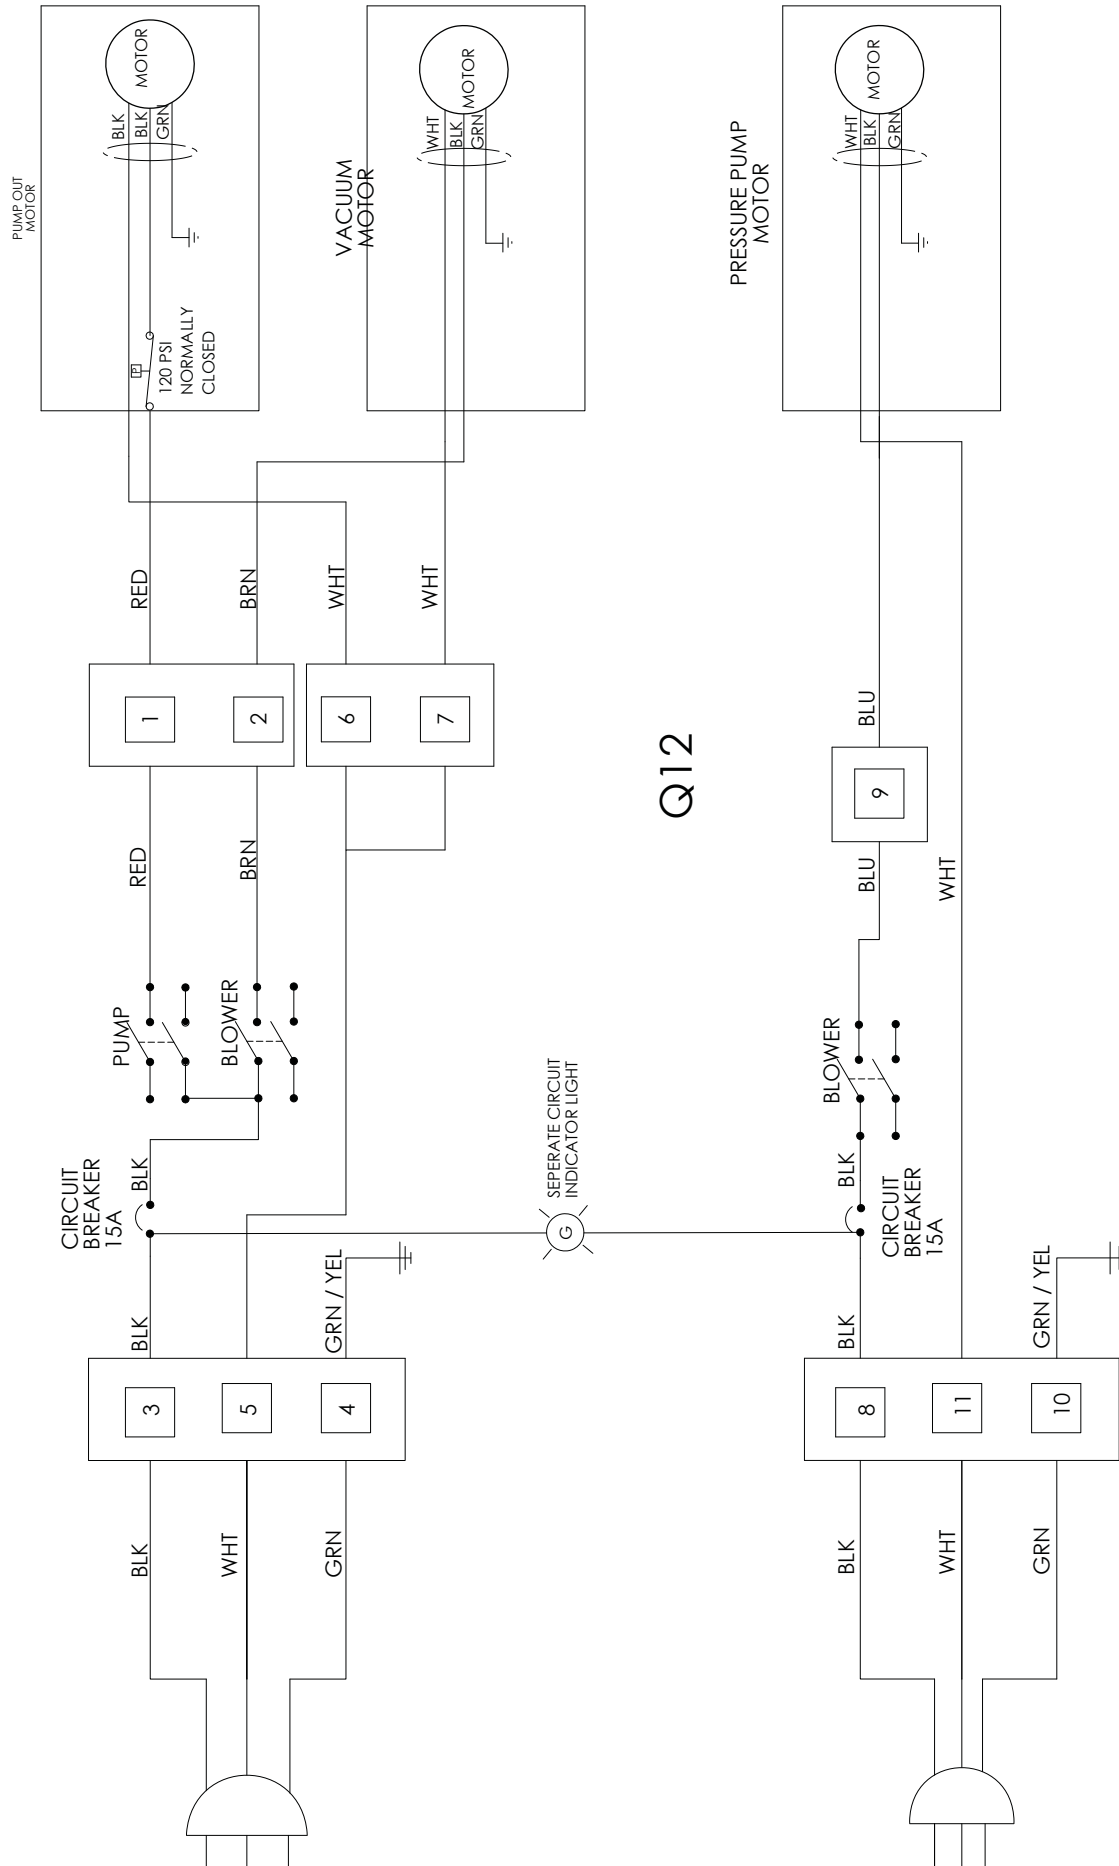 PUMP OUT
MOTOR
MOTOR
BLK
BLK
GRN
P
120 PSI
NORMALLY
CLOSED
VACUUM
MOTOR
MOTOR
WHT
BLK
GRN
PRESSURE PUMP
MOTOR
MOTOR
WHT
BLK
GRN
RED
BRN
WHT
WHT
1
2
6
7
Q12
BLU
9
BLU
WHT
RED
BRN
PUMP
BLOWER
BLOWER
CIRCUIT
BREAKER
15A
BLK
SEPERATE CIRCUIT
INDICATOR LIGHT
G
BLK
CIRCUIT
BREAKER
15A
BLK
GRN / YEL
BLK
GRN / YEL
3
5
4
8
11
10
BLK
WHT
GRN
BLK
WHT
GRN